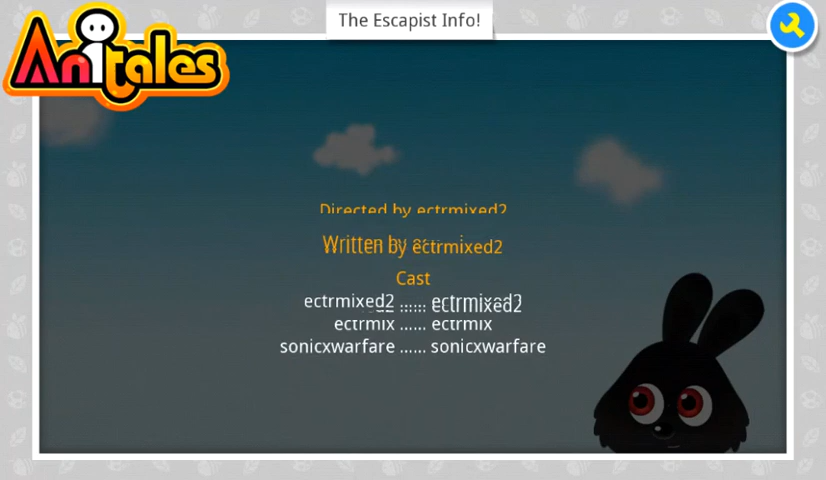 The Escapist Info!
Anitales
Directed by ectrmixed2
Written by ectrmixed2
Cast
ectrmixed2 ...... ectrmixed2
ectrmix ...... ectrmix
sonicxwarfare ...... sonicxwarfare